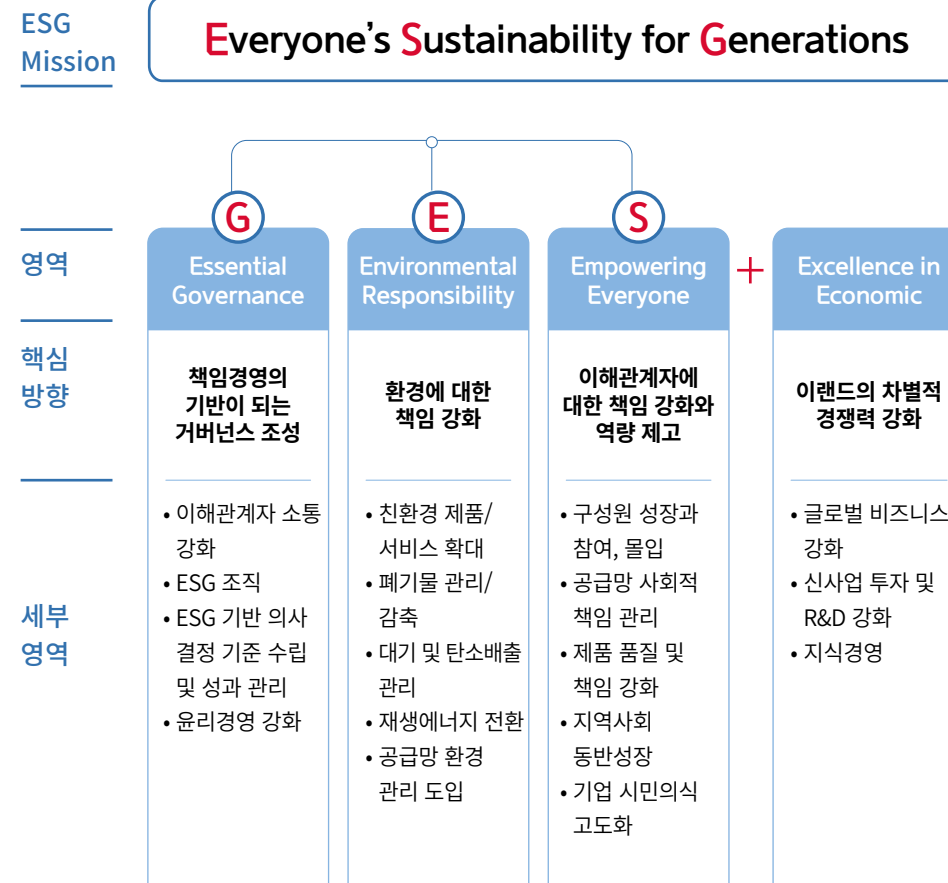 ESG
Mission
Everyone's Sustainability for Generations
영역
G
Essential
Governance
E
Environmental
Responsibility
S
Empowering
Everyone
+
Excellence in
Economic
핵심
방향
책임경영의
기반이 되는
거버넌스 조성
환경에 대한
책임 강화
이해관계자에
대한 책임 강화와
역량 제고
이랜드의 차별적
경쟁력 강화
세부
영역
• 이해관계자 소통
강화
• ESG 조직
• ESG 기반 의사
결정 기준 수립
및 성과 관리
• 윤리경영 강화
• 친환경 제품/
서비스 확대
• 폐기물 관리/
감축
• 대기 및 탄소배출
관리
• 재생에너지 전환
• 공급망 환경
관리 도입
• 구성원 성장과
참여, 몰입
• 공급망 사회적
책임 관리
• 제품 품질 및
책임 강화
• 지역사회
동반성장
• 기업 시민의식
고도화
• 글로벌 비즈니스
강화
• 신사업 투자 및
R&D 강화
• 지식경영